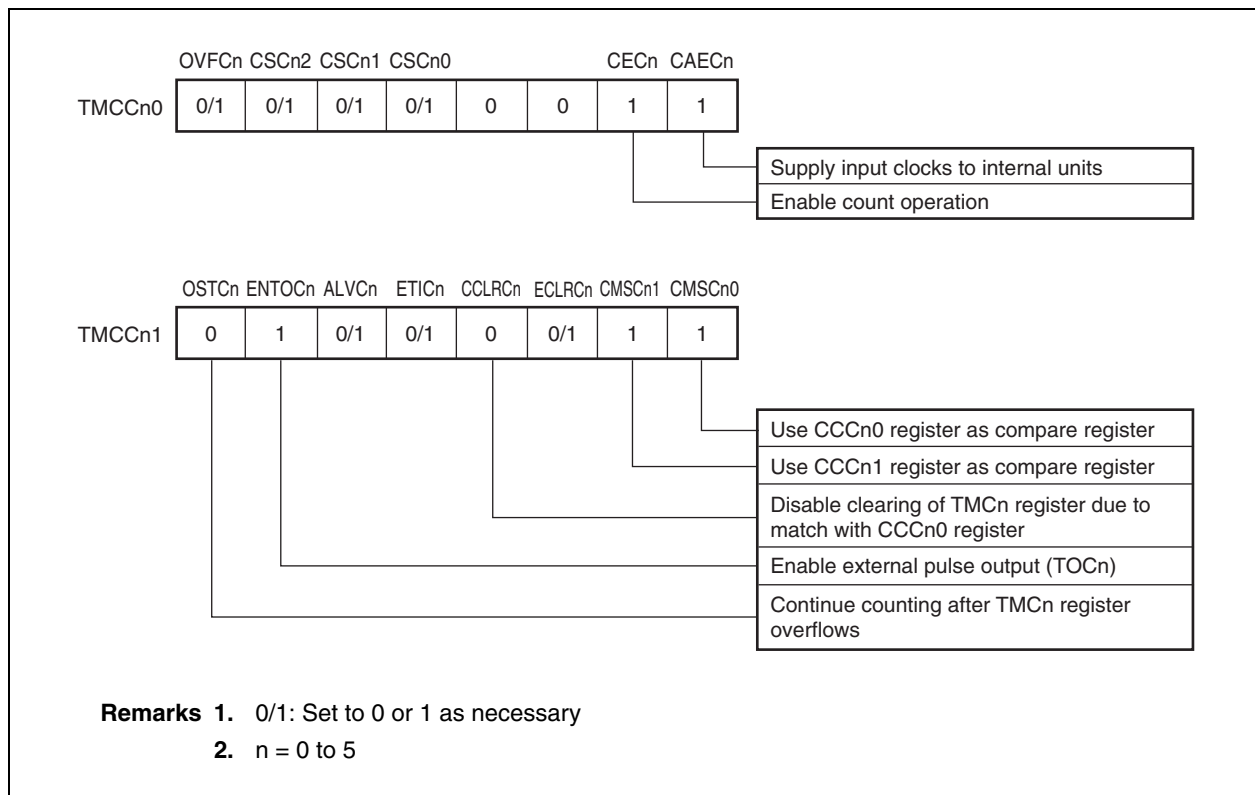 OVFCn CSCn2 CSCn1 CSCn0 CECn CAECn
TMCCn0 0/1 0/1 0/1 0/1 0 0 1 1
Supply input clocks to internal units
Enable count operation
OSTCn ENTOCn ALVCn ETICn CCLRCn ECLRCn CMSCn1 CMSCn0
TMCCn1 0 1 0/1 0/1 0 0/1 1 1
Use CCCn0 register as compare register
Use CCCn1 register as compare register
Disable clearing of TMCn register due to
match with CCCn0 register
Enable external pulse output (TOCn)
Continue counting after TMCn register
overflows
Remarks 1. 0/1: Set to 0 or 1 as necessary
2. n = 0 to 5